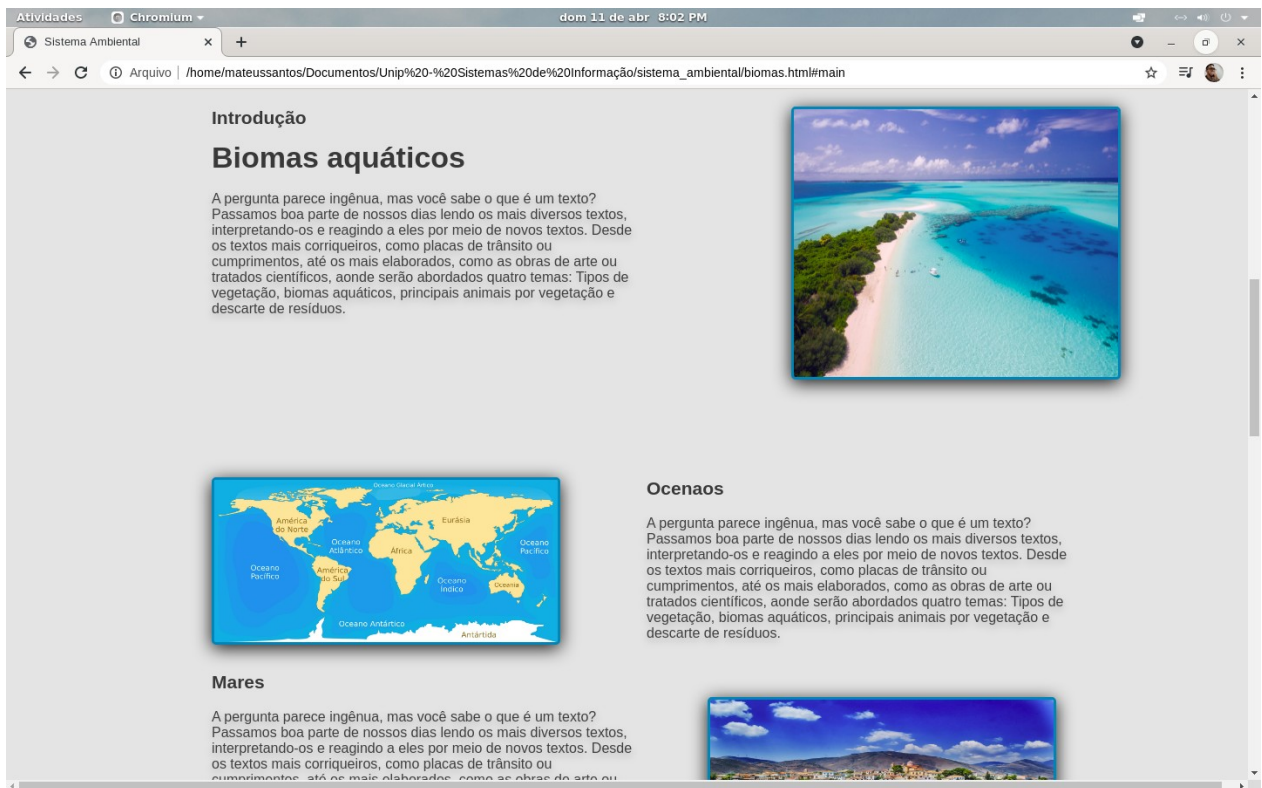 Atividades Chromium dom 11 de abr 8:02 PM
Sistema Ambiental
Arquivo /home/mateussantos/Documentos/Unip%20-%20Sistemas%20de%20Informação/sistema_ambiental/biomas.html#main
Introdução
Biomas aquáticos
A pergunta parece ingênua, mas você sabe o que é um texto?
Passamos boa parte de nossos dias lendo os mais diversos textos,
interpretando-os e reagindo a eles por meio de novos textos. Desde
os textos mais corriqueiros, como placas de trânsito ou
cumprimentos, até os mais elaborados, como as obras de arte ou
tratados científicos, aonde serão abordados quatro temas: Tipos de
vegetação, biomas aquáticos, principais animais por vegetação e
descarte de resíduos.
Oceano Glacial Ártico
América
do Norte
Eurásia
Oceano
Atlântico
África
Oceano
Pacífico
Oceano
Pacífico
América
do Sul
Oceano
Índico
Oceania
Oceano Antártico
Antártida
Ocenaos
A pergunta parece ingênua, mas você sabe o que é um texto?
Passamos boa parte de nossos dias lendo os mais diversos textos,
interpretando-os e reagindo a eles por meio de novos textos. Desde
os textos mais corriqueiros, como placas de trânsito ou
cumprimentos, até os mais elaborados, como as obras de arte ou
tratados científicos, aonde serão abordados quatro temas: Tipos de
vegetação, biomas aquáticos, principais animais por vegetação e
descarte de resíduos.
Mares
A pergunta parece ingênua, mas você sabe o que é um texto?
Passamos boa parte de nossos dias lendo os mais diversos textos,
interpretando-os e reagindo a eles por meio de novos textos. Desde
os textos mais corriqueiros, como placas de trânsito ou
cumprimentos, até os mais elaborados, como as obras de arte ou